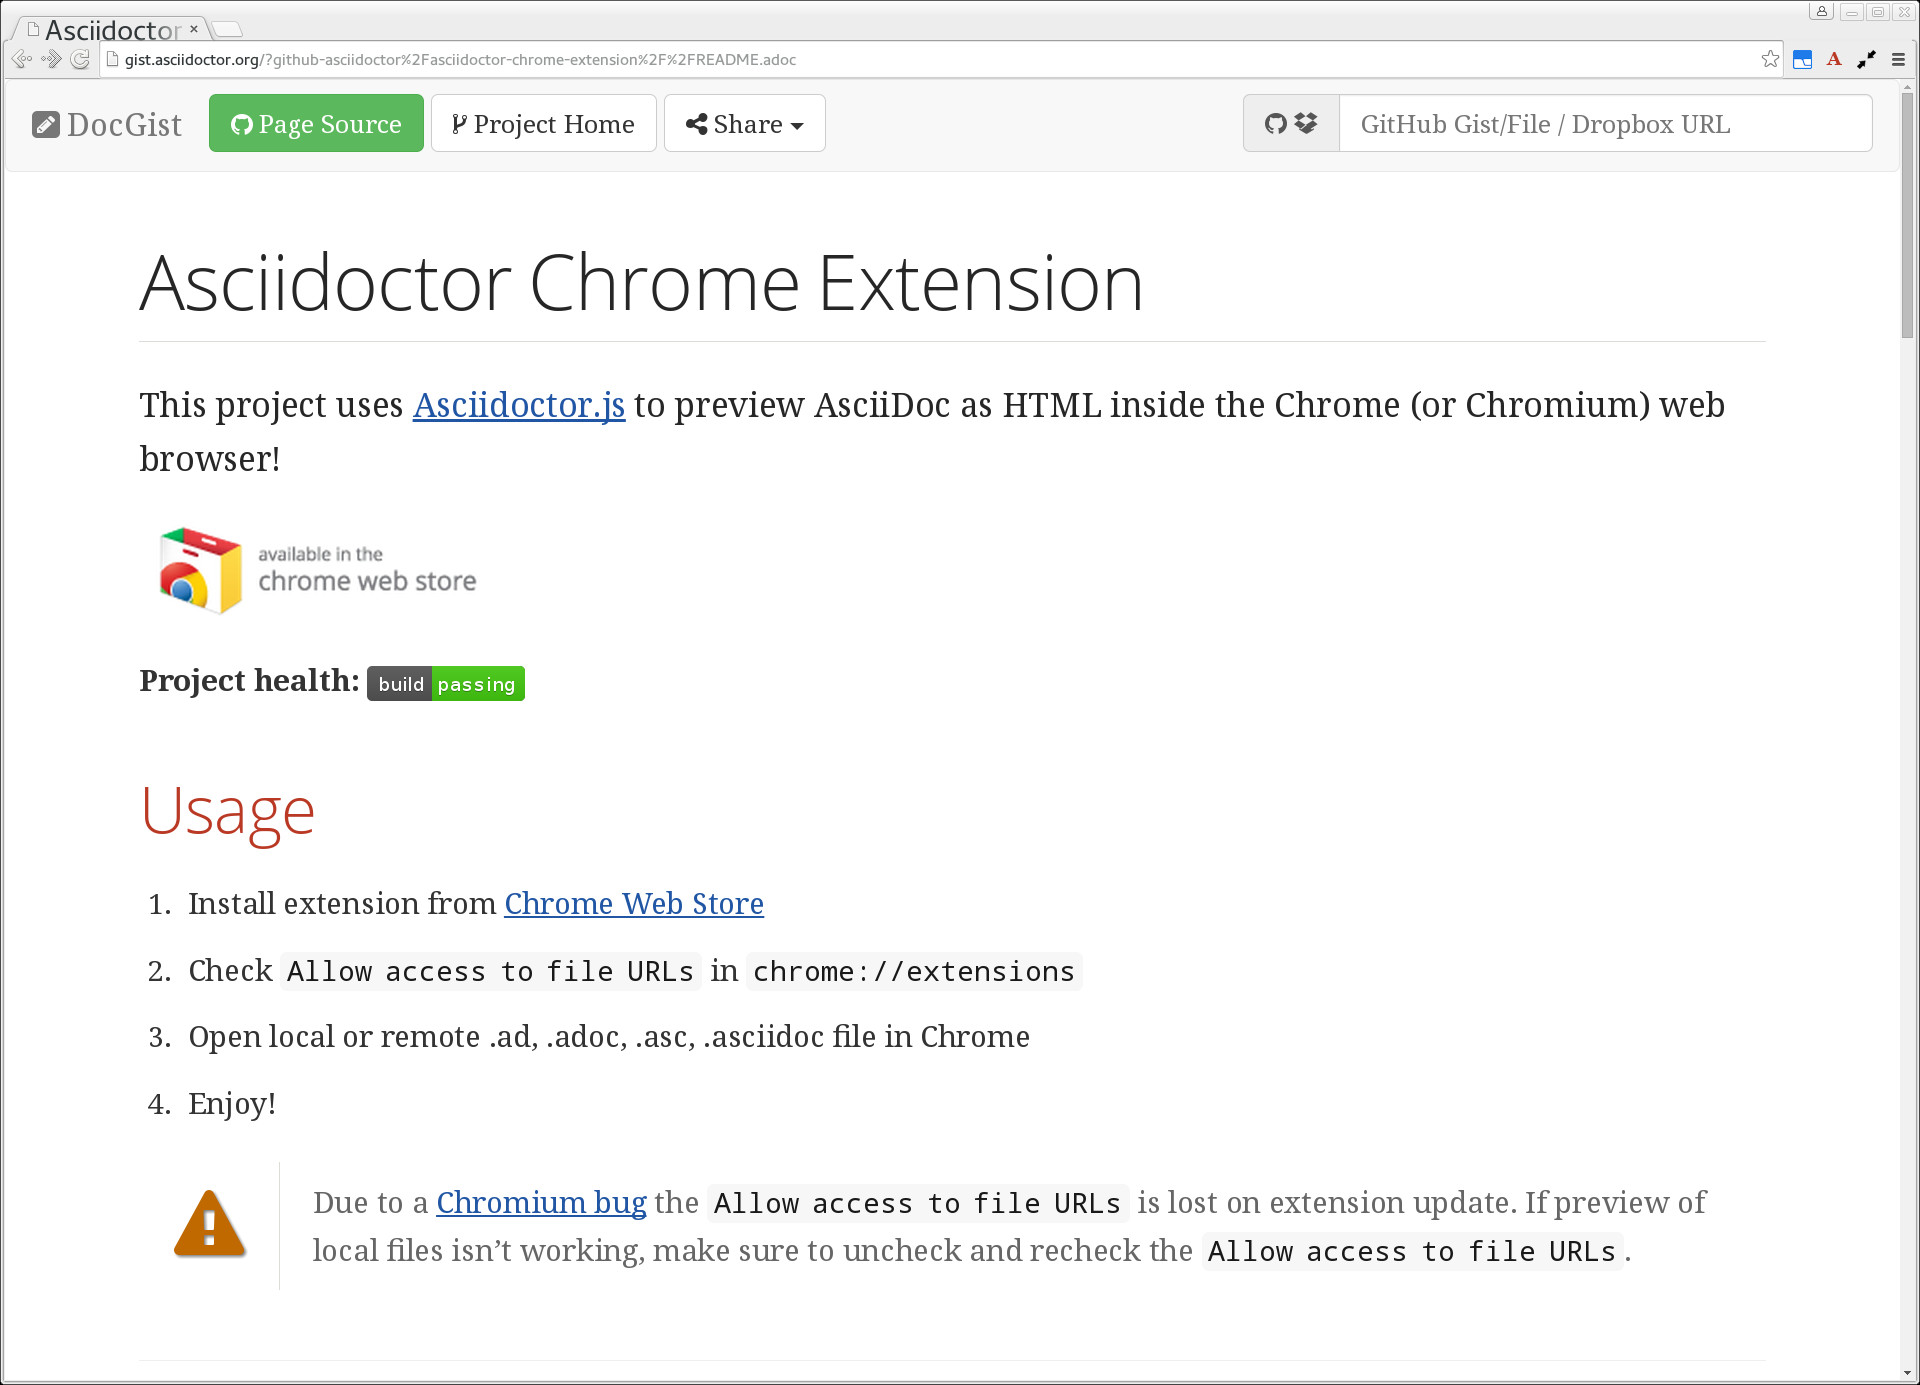 Asciidoctor
gist.asciidoctor.org/?github-asciidoctor%2Fasciidoctor-chrome-extension%2F%2FREADME.adoc
DocGist Page Source Project Home Share GitHub Gist/File / Dropbox URL
Asciidoctor Chrome Extension
This project uses Asciidoctor.js to preview AsciiDoc as HTML inside the Chrome (or Chromium) web
browser!
available in the
chrome web store
Project health: build passing
Usage
1. Install extension from Chrome Web Store
2. Check Allow access to file URLs in chrome://extensions
3. Open local or remote .ad, .adoc, .asc, .asciidoc file in Chrome
4. Enjoy!
Due to a Chromium bug the Allow access to file URLs is lost on extension update. If preview of
local files isn’t working, make sure to uncheck and recheck the Allow access to file URLs.